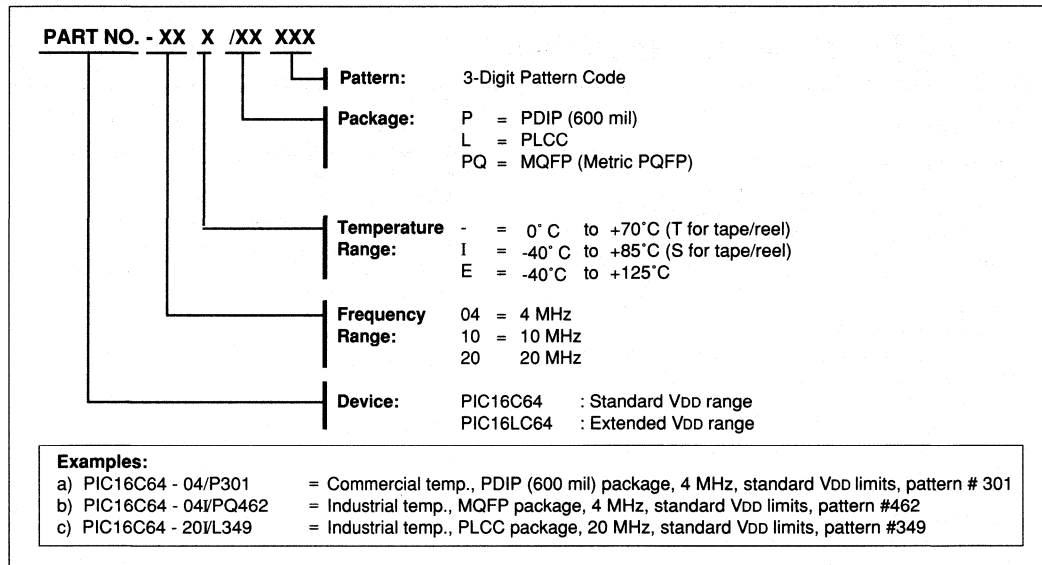 PART NO. - XX X /XX XXX
Pattern: 3-Digit Pattern Code
Package: P = PDIP (600 mil)
L = PLCC
PQ = MQFP (Metric PQFP)
Temperature - = 0°C to +70°C (T for tape/reel)
Range: I = -40°C to +85°C (S for tape/reel)
E = -40°C to +125°C
Frequency 04 = 4 MHz
Range: 10 = 10 MHz
20 20 MHz
Device: PIC16C64 : Standard VDD range
PIC16LC64 : Extended VDD range
Examples:
a) PIC16C64 - 04/P301 = Commercial temp., PDIP (600 mil) package, 4 MHz, standard VDD limits, pattern # 301
b) PIC16C64 - 04I/PQ462 = Industrial temp., MQFP package, 4 MHz, standard VDD limits, pattern #462
c) PIC16C64 - 20I/L349 = Industrial temp., PLCC package, 20 MHz, standard VDD limits, pattern #349